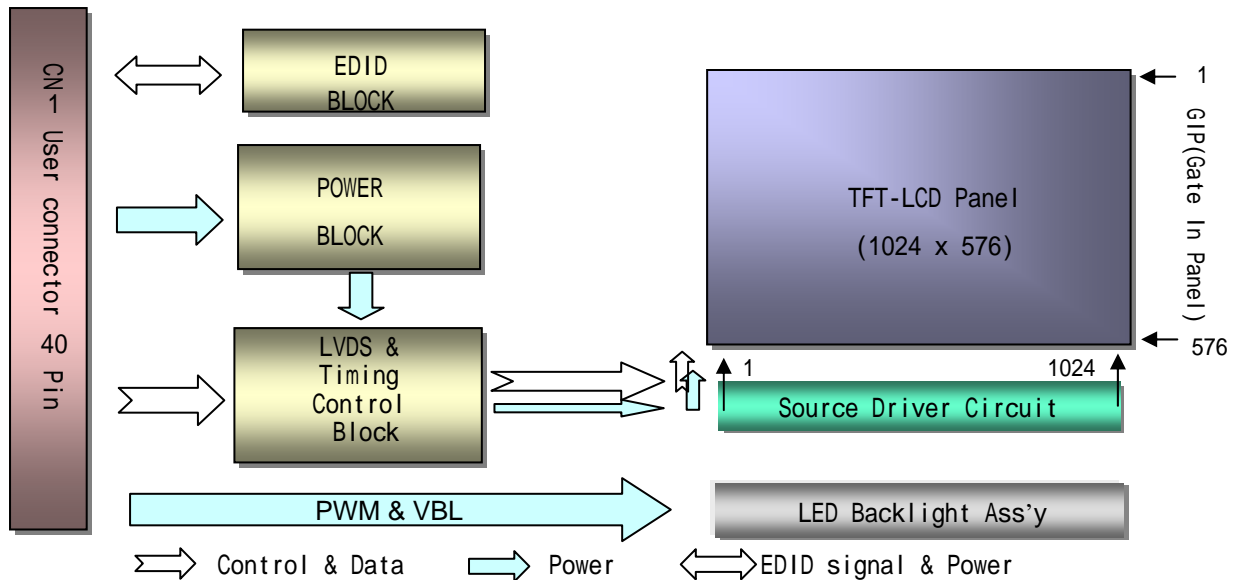 CN1 User connector 40 Pin
EDID
BLOCK
POWER
BLOCK
LVDS &
Timing
Control
Block
TFT-LCD Panel
(1024 x 576)
1
GIP(Gate In Panel)
576
1
1024
Source Driver Circuit
PWM & VBL
LED Backlight Ass’y
Control & Data
Power
EDID signal & Power